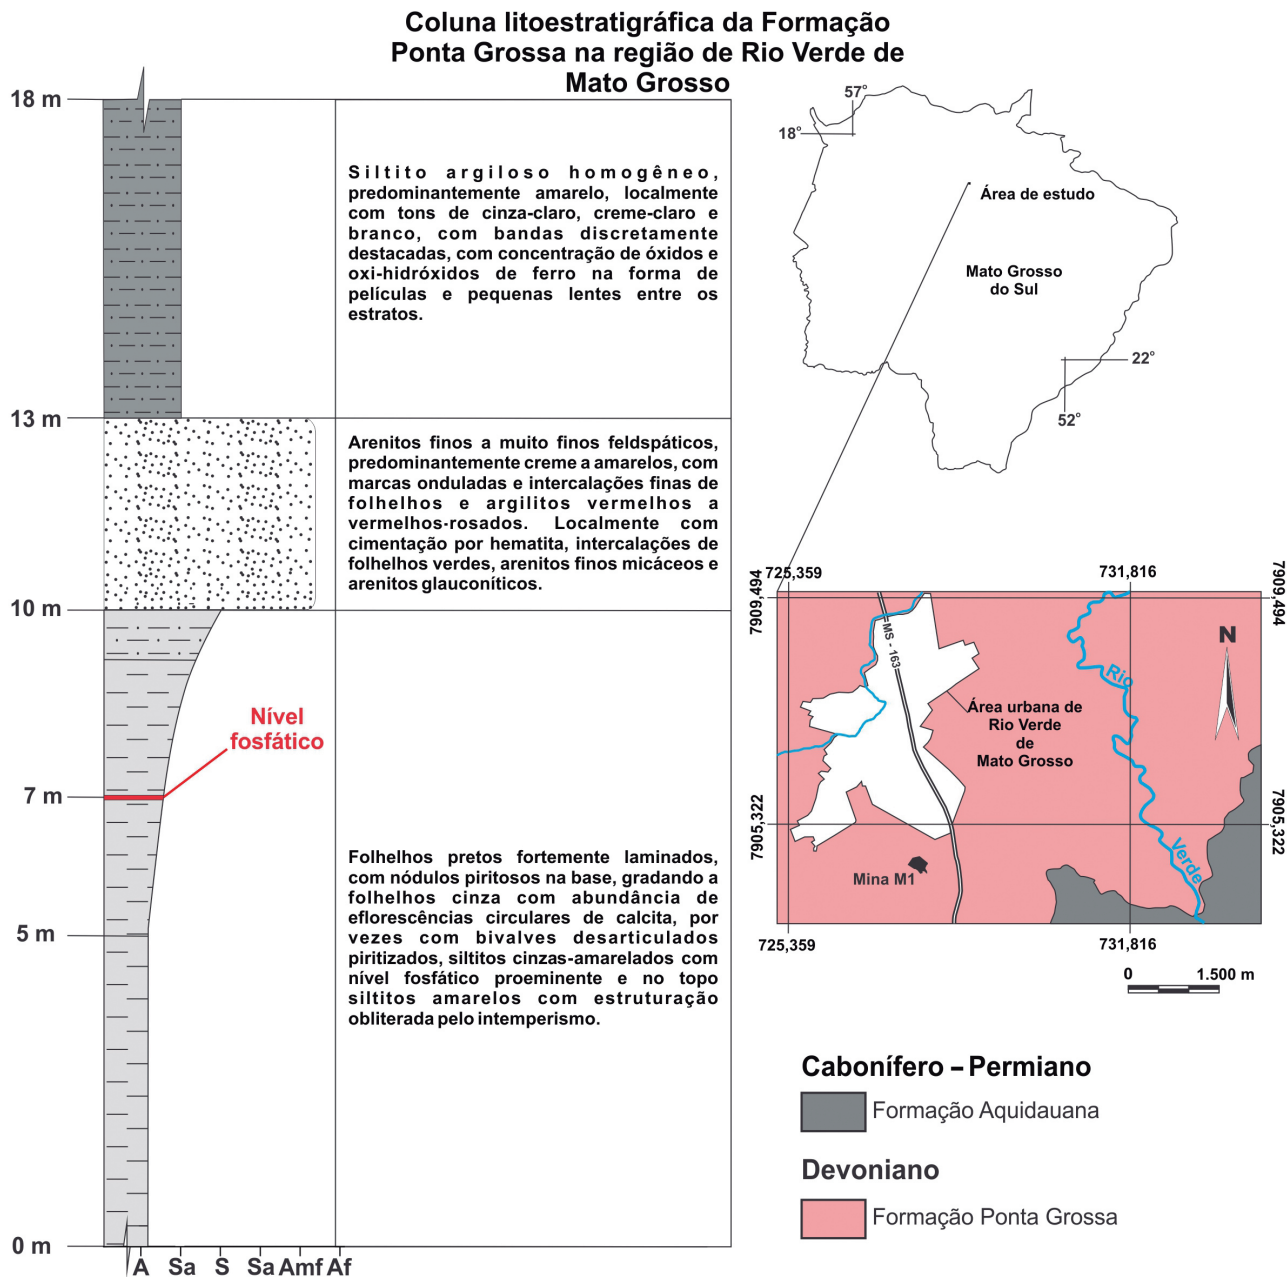 Coluna litoestratigráfica da Formação
Ponta Grossa na região de Rio Verde de
Mato Grosso
18 m
Siltito argiloso homogêneo,
predominantemente amarelo, localmente
com tons de cinza-claro, creme-claro e
branco, com bandas discretamente
destacadas, com concentração de óxidos e
oxi-hidróxidos de ferro na forma de
películas e pequenas lentes entre os
estratos.
13 m
Arenitos finos a muito finos feldspáticos,
predominantemente creme a amarelos, com
marcas onduladas e intercalações finas de
folhelhos e argilitos vermelhos a
vermelhos-rosados. Localmente com
cimentação por hematita, intercalações de
folhelhos verdes, arenitos finos micáceos e
arenitos glauconíticos.
10 m
Nível
fosfático
7 m
Folhelhos pretos fortemente laminados,
com nódulos piritosos na base, gradando a
folhelhos cinza com abundância de
eflorescências circulares de calcita, por
vezes com bivalves desarticulados
piritizados, siltitos cinzas-amarelados com
nível fosfático proeminente e no topo
siltitos amarelos com estruturação
obliterada pelo intemperismo.
5 m
0 m
A Sa S Sa Amf Af
57°
18°
Área de estudo
Mato Grosso
do Sul
22°
52°
725,359
731,816
7909,494
7909,494
MS - 163
N
Rio
Área urbana de
Rio Verde
de
Mato Grosso
7905,322
7905,322
Verde
Mina M1
725,359
731,816
0 1.500 m
Cabonífero – Permiano
Formação Aquidauana
Devoniano
Formação Ponta Grossa